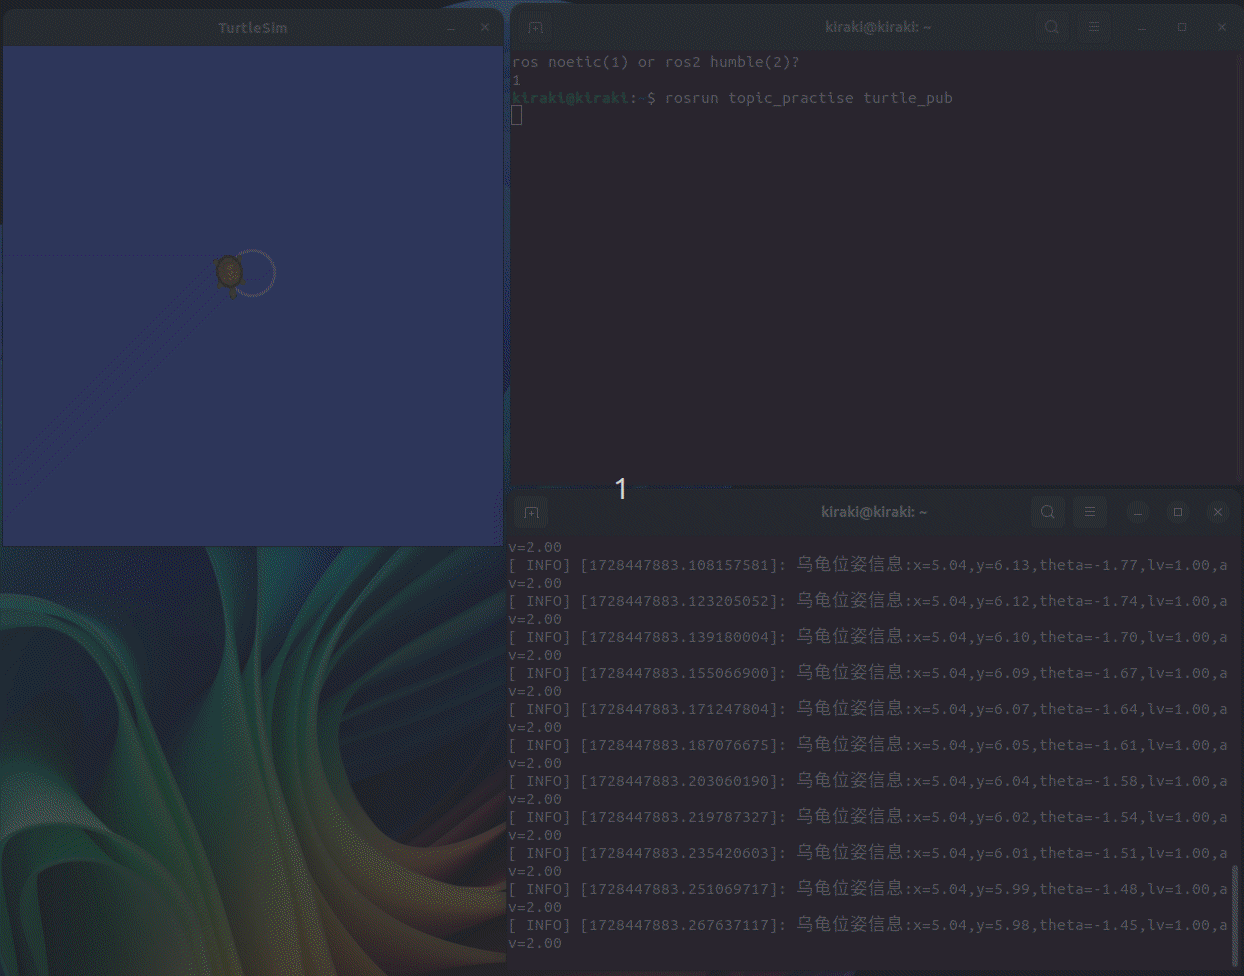 TurtleSim
kiraki@kiraki: ~
ros noetic(1) or ros2 humble(2)?
1
kiraki@kiraki:~$ rosrun topic_practise turtle_pub
1
kiraki@kiraki: ~
v=2.00
[ INFO] [1728447883.108157581]: 乌龟位姿信息:x=5.04,y=6.13,theta=-1.77,lv=1.00,a
v=2.00
[ INFO] [1728447883.123205052]: 乌龟位姿信息:x=5.04,y=6.12,theta=-1.74,lv=1.00,a
v=2.00
[ INFO] [1728447883.139180004]: 乌龟位姿信息:x=5.04,y=6.10,theta=-1.70,lv=1.00,a
v=2.00
[ INFO] [1728447883.155066900]: 乌龟位姿信息:x=5.04,y=6.09,theta=-1.67,lv=1.00,a
v=2.00
[ INFO] [1728447883.171247804]: 乌龟位姿信息:x=5.04,y=6.07,theta=-1.64,lv=1.00,a
v=2.00
[ INFO] [1728447883.187076675]: 乌龟位姿信息:x=5.04,y=6.05,theta=-1.61,lv=1.00,a
v=2.00
[ INFO] [1728447883.203060190]: 乌龟位姿信息:x=5.04,y=6.04,theta=-1.58,lv=1.00,a
v=2.00
[ INFO] [1728447883.219787327]: 乌龟位姿信息:x=5.04,y=6.02,theta=-1.54,lv=1.00,a
v=2.00
[ INFO] [1728447883.235420603]: 乌龟位姿信息:x=5.04,y=6.01,theta=-1.51,lv=1.00,a
v=2.00
[ INFO] [1728447883.251069717]: 乌龟位姿信息:x=5.04,y=5.99,theta=-1.48,lv=1.00,a
v=2.00
[ INFO] [1728447883.267637117]: 乌龟位姿信息:x=5.04,y=5.98,theta=-1.45,lv=1.00,a
v=2.00